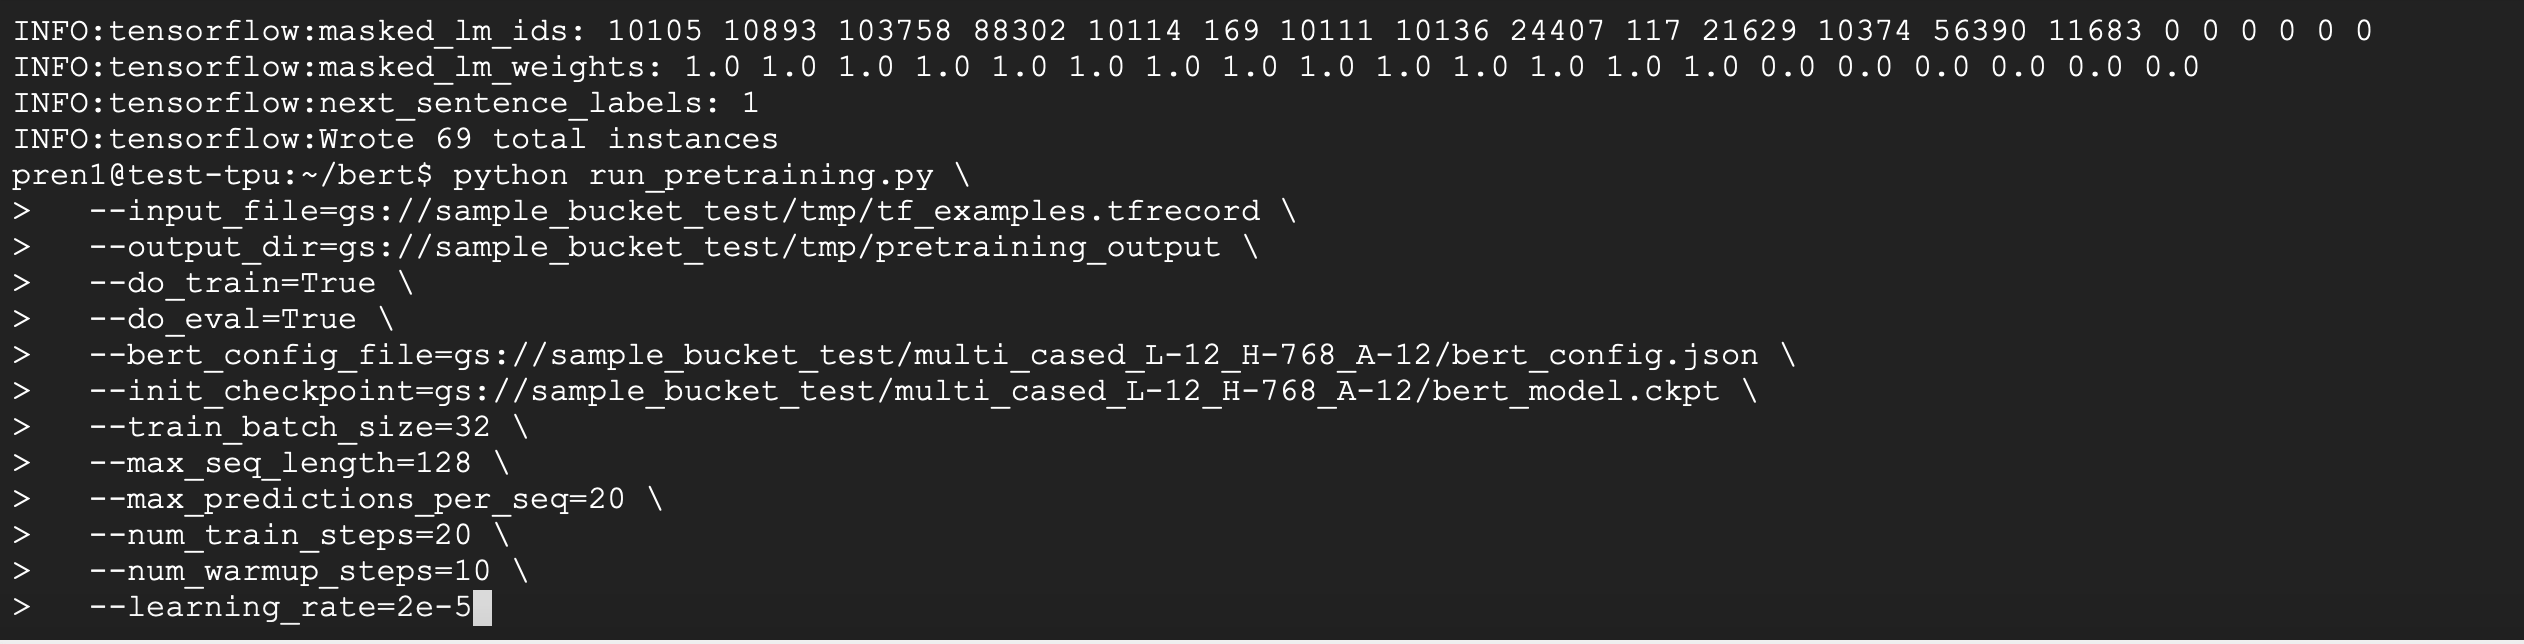 INFO:tensorflow:masked_lm_ids: 10105 10893 103758 88302 10114 169 10111 10136 24407 117 21629 10374 56390 11683 0 0 0 0 0 0
INFO:tensorflow:masked_lm_weights: 1.0 1.0 1.0 1.0 1.0 1.0 1.0 1.0 1.0 1.0 1.0 1.0 1.0 1.0 0.0 0.0 0.0 0.0 0.0 0.0
INFO:tensorflow:next_sentence_labels: 1
INFO:tensorflow:Wrote 69 total instances
pren1@test-tpu:~/bert$ python run_pretraining.py \
>   --input_file=gs://sample_bucket_test/tmp/tf_examples.tfrecord \
>   --output_dir=gs://sample_bucket_test/tmp/pretraining_output \
>   --do_train=True \
>   --do_eval=True \
>   --bert_config_file=gs://sample_bucket_test/multi_cased_L-12_H-768_A-12/bert_config.json \
>   --init_checkpoint=gs://sample_bucket_test/multi_cased_L-12_H-768_A-12/bert_model.ckpt \
>   --train_batch_size=32 \
>   --max_seq_length=128 \
>   --max_predictions_per_seq=20 \
>   --num_train_steps=20 \
>   --num_warmup_steps=10 \
>   --learning_rate=2e-5